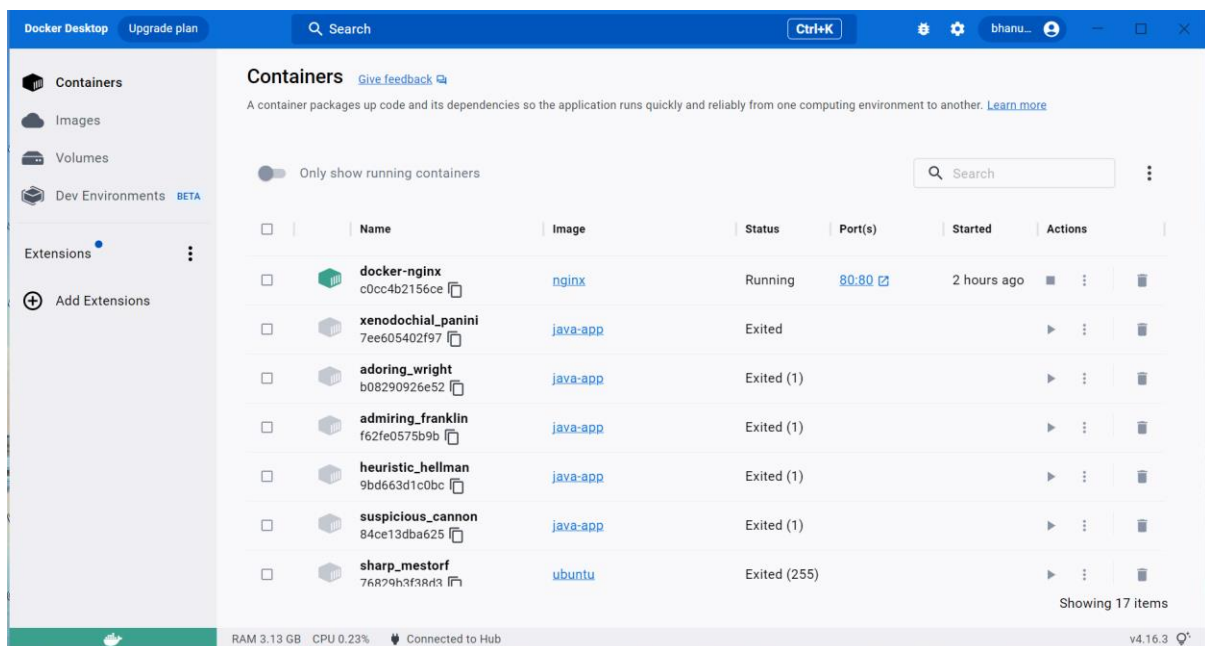 Docker Desktop Upgrade plan Search Ctrl+K bhanu...
Containers
Images
Volumes
Dev Environments BETA
Extensions
Add Extensions
Containers Give feedback
A container packages up code and its dependencies so the application runs quickly and reliably from one computing environment to another. Learn more
Only show running containers Search
Name Image Status Port(s) Started Actions
docker-nginx
c0cc4b2156ce nginx Running 80:80 2 hours ago
xenodochial_panini
7ee605402f97 java-app Exited
adoring_wright
b08290926e52 java-app Exited (1)
admiring_franklin
f62fe0575b9b java-app Exited (1)
heuristic_hellman
9bd663d1c0bc java-app Exited (1)
suspicious_cannon
84ce13dba625 java-app Exited (1)
sharp_mestorf
76829b3f38d3 ubuntu Exited (255)
Showing 17 items
RAM 3.13 GB CPU 0.23% Connected to Hub v4.16.3